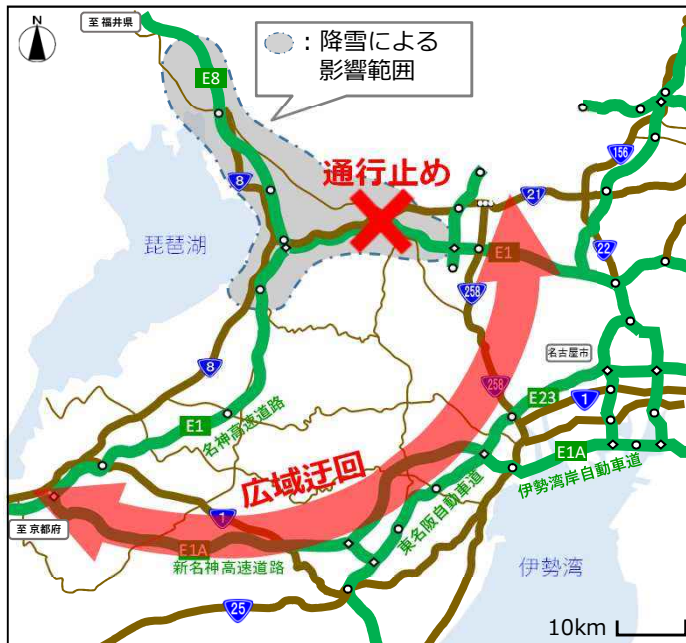 至 福井県
N
：降雪による
影響範囲
E8
156
8
通行止め
21
琵琶湖
E1
22
258
名古屋市
8
258
E23
1
E1
名神高速道路
E1A
伊勢湾岸自動車道
広域迂回
東名阪自動車道
至 京都府
1
E1A
新名神高速道路
伊勢湾
25
10km